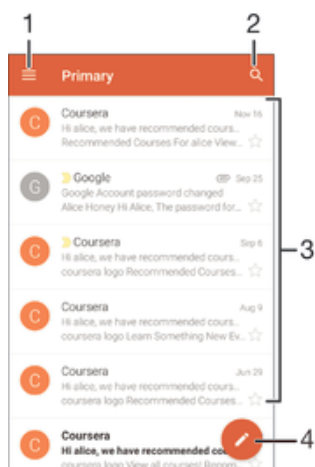 1
2
Primary
C
Coursera
Nov 16
Hi alice, we have recommended cours...
Recommended Courses For alice View...
G
Google
Sep 25
Google Account password changed
Alice Honey Hi Alice, The password for...
C
Coursera
Sep 6
Hi alice, we have recommended cours...
coursera logo Recommended Courses...
3
C
Coursera
Aug 9
Hi alice, we have recommended cours...
coursera logo Learn Something New Ev...
C
Coursera
Jun 29
Hi alice, we have recommended cours...
coursera logo Recommended Courses...
C
Coursera
Hi alice, we have recommended cou
4
coursera logo View all courses! Recom